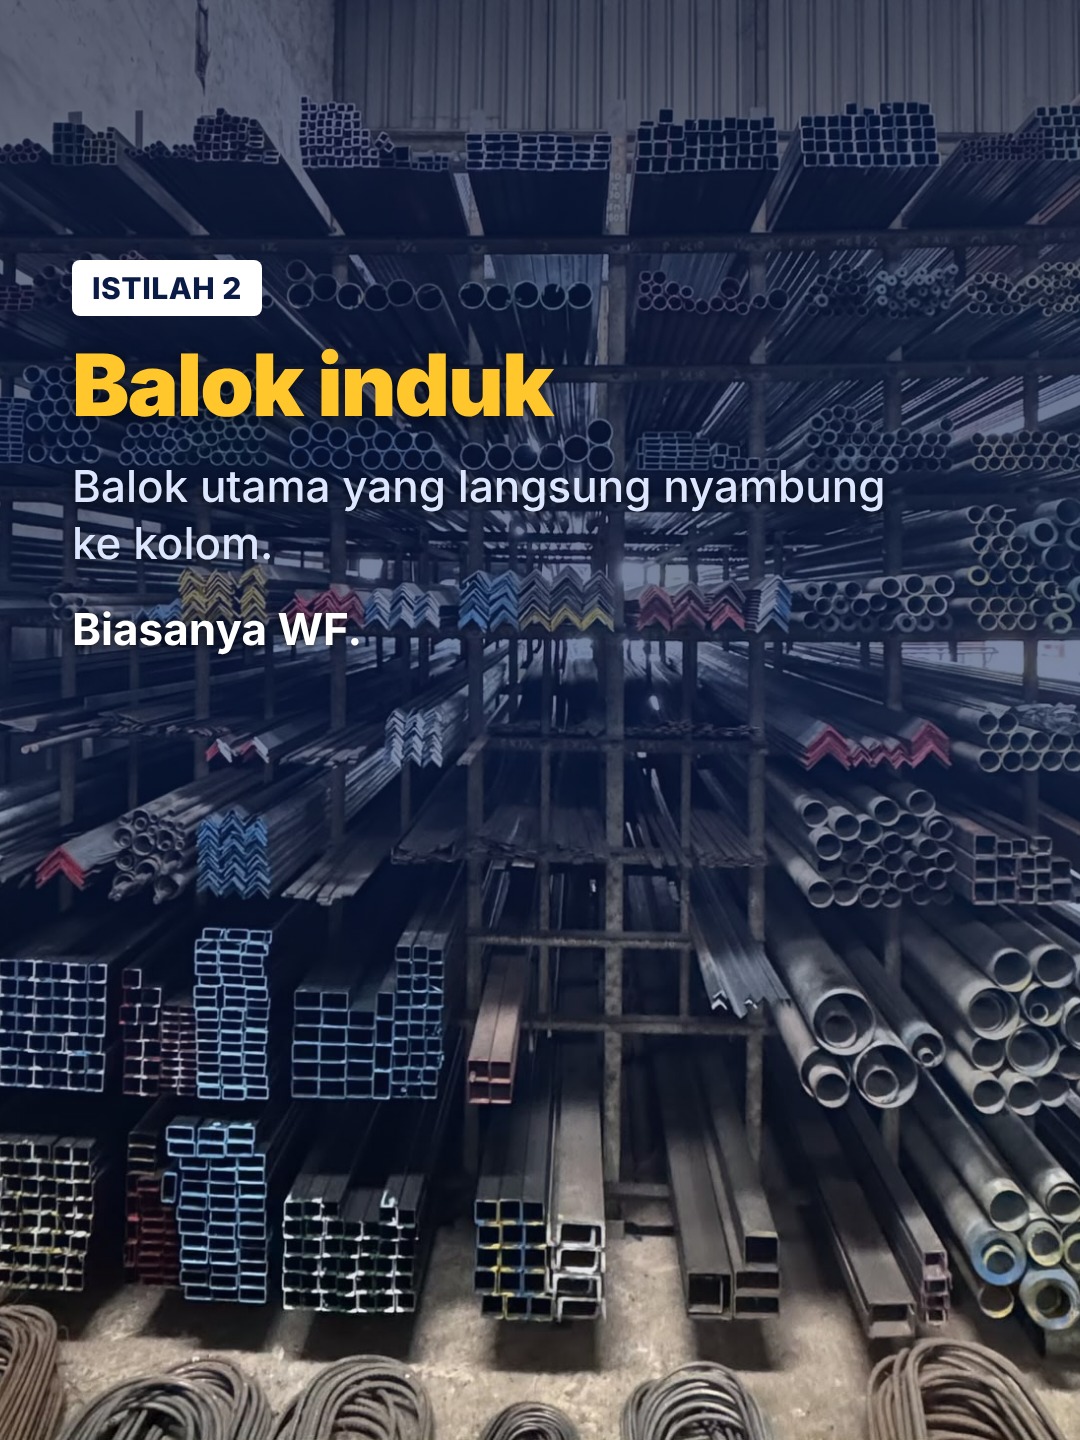 ISTILAH 2
Balok induk
Balok utama yang langsung nyambung
ke kolom.
Biasanya WF.